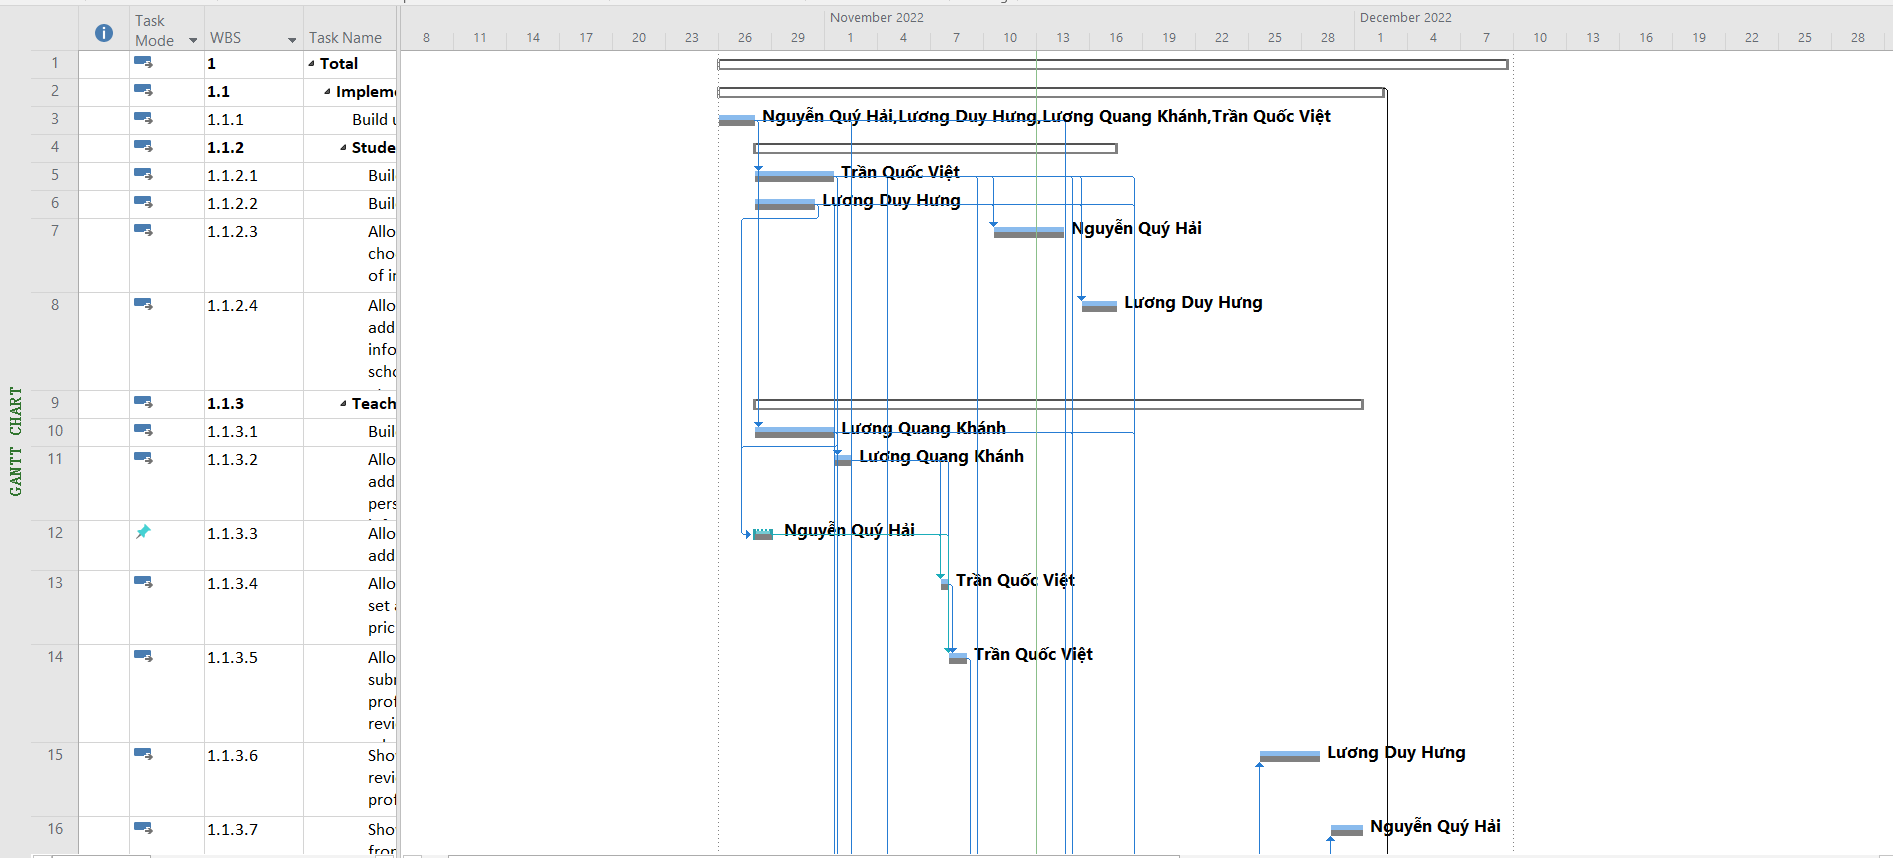 November 2022
December 2022
Task
Mode
WBS
Task Name
8 11 14 17 20 23 26 29 1 4 7 10 13 16 19 22 25 28 1 4 7 10 13 16 19 22 25 28
GANTT CHART
1 1 Total
2 1.1 Implem
3 1.1.1 Build Nguyễn Quý Hải,Lương Duy Hưng,Lương Quang Khánh,Trần Quốc Việt
4 1.1.2 Stude
5 1.1.2.1 Buil Trần Quốc Việt
6 1.1.2.2 Buil Lương Duy Hưng
7 1.1.2.3 Allo Nguyễn Quý Hải
cho
of in
8 1.1.2.4 Allo Lương Duy Hưng
add
info
scho
9 1.1.3 Teach
10 1.1.3.1 Buil Lương Quang Khánh
11 1.1.3.2 Allo Lương Quang Khánh
add
pers
12 1.1.3.3 Allo Nguyễn Quý Hải
add
13 1.1.3.4 Allo Trần Quốc Việt
set
pric
14 1.1.3.5 Allo Trần Quốc Việt
subr
prof
revi
15 1.1.3.6 Sho Lương Duy Hưng
revi
prof
16 1.1.3.7 Sho Nguyễn Quý Hải